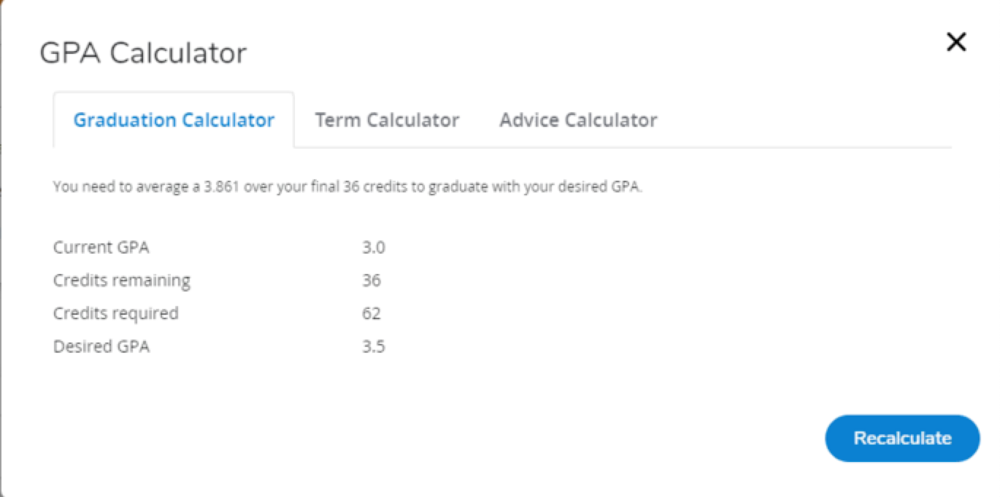 GPA Calculator
Graduation Calculator Term Calculator Advice Calculator
You need to average a 3.861 over your final 36 credits to graduate with your desired GPA.
Current GPA 3.0
Credits remaining 36
Credits required 62
Desired GPA 3.5
Recalculate